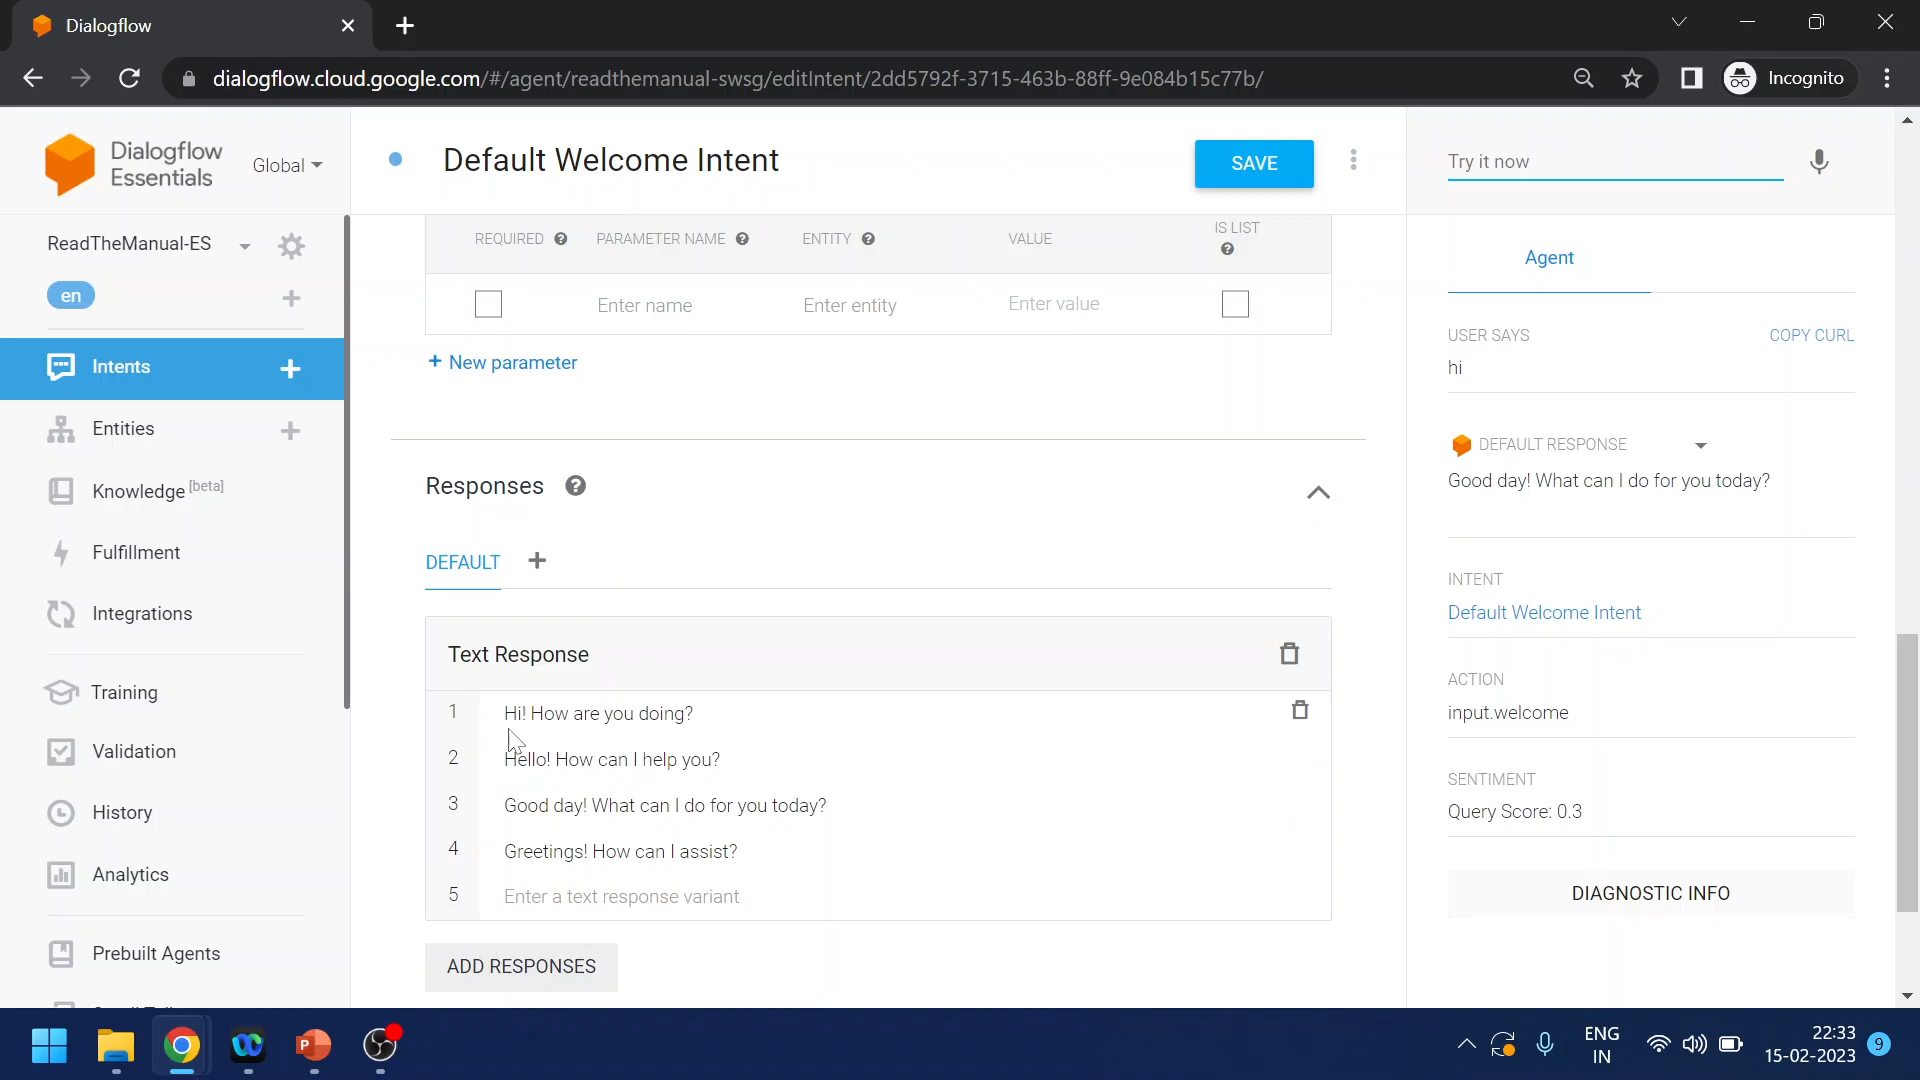 Dialogflow
dialogflow.cloud.google.com/#/agent/readthemanual-swsg/editIntent/2dd5792f-3715-463b-88ff-9e084b15c77b/
Incognito
Dialogflow
Essentials
Global
Default Welcome Intent
SAVE
Try it now
ReadTheManual-ES
en
Intents
Entities
Knowledge [beta]
Fulfillment
Integrations
Training
Validation
History
Analytics
Prebuilt Agents
REQUIRED
PARAMETER NAME
ENTITY
VALUE
IS LIST
Enter name
Enter entity
Enter value
+ New parameter
Responses
DEFAULT
Text Response
1 Hi! How are you doing?
2 Hello! How can I help you?
3 Good day! What can I do for you today?
4 Greetings! How can I assist?
5 Enter a text response variant
ADD RESPONSES
Agent
USER SAYS
COPY CURL
hi
DEFAULT RESPONSE
Good day! What can I do for you today?
INTENT
Default Welcome Intent
ACTION
input.welcome
SENTIMENT
Query Score: 0.3
DIAGNOSTIC INFO
ENG
IN
22:33
15-02-2023
9